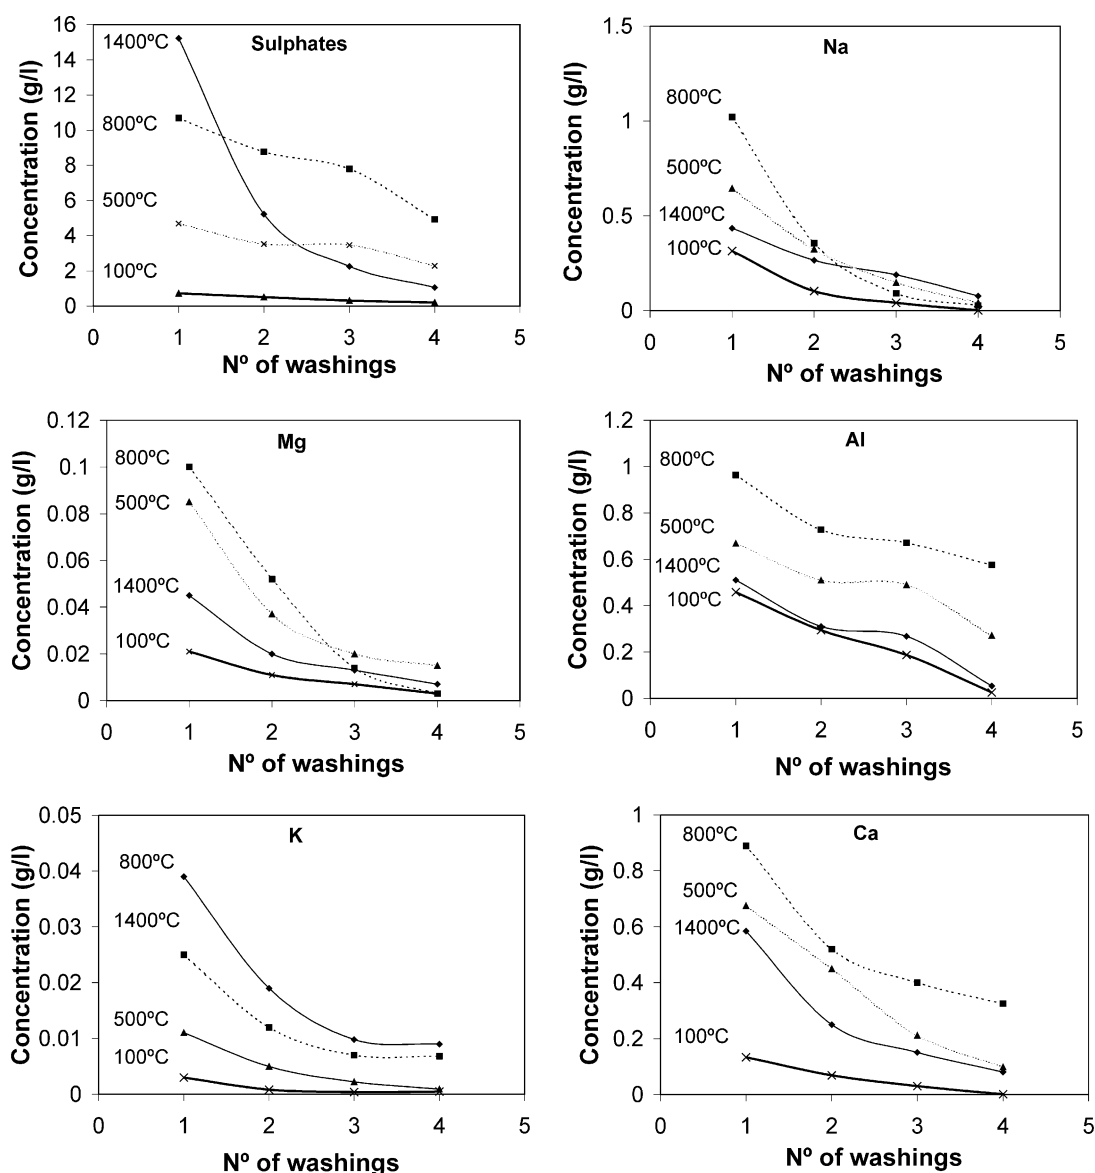 Sulphates
Concentration (g/l)
16
14
12
10
8
6
4
2
0
1400ºC
800ºC
500ºC
100ºC
0 1 2 3 4 5
Nº of washings
Na
Concentration (g/l)
1.5
1
0.5
0
800ºC
500ºC
1400ºC
100ºC
0 1 2 3 4 5
Nº of washings
Mg
Concentration (g/l)
0.12
0.1
0.08
0.06
0.04
0.02
0
800ºC
500ºC
1400ºC
100ºC
0 1 2 3 4 5
Nº of washings
Al
Concentration (g/l)
1.2
1
0.8
0.6
0.4
0.2
0
800ºC
500ºC
1400ºC
100ºC
0 1 2 3 4 5
Nº of washings
K
Concentration (g/l)
0.05
0.04
0.03
0.02
0.01
0
800ºC
1400ºC
500ºC
100ºC
0 1 2 3 4 5
Nº of washings
Ca
Concentration (g/l)
1
0.8
0.6
0.4
0.2
0
800ºC
500ºC
1400ºC
100ºC
0 1 2 3 4 5
Nº of washings